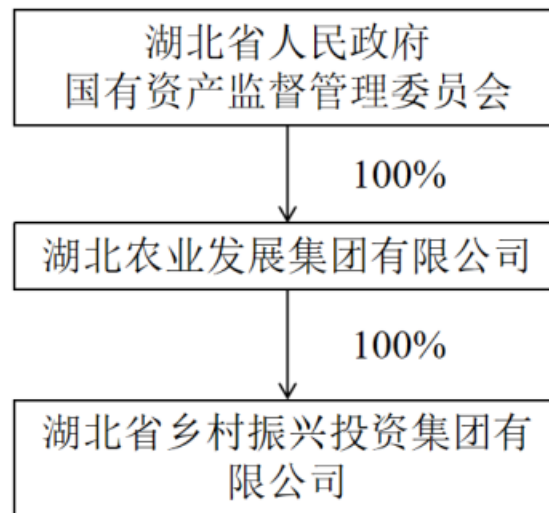 湖北省人民政府
国有资产监督管理委员会
100%
湖北农业发展集团有限公司
100%
湖北省乡村振兴投资集团有
限公司